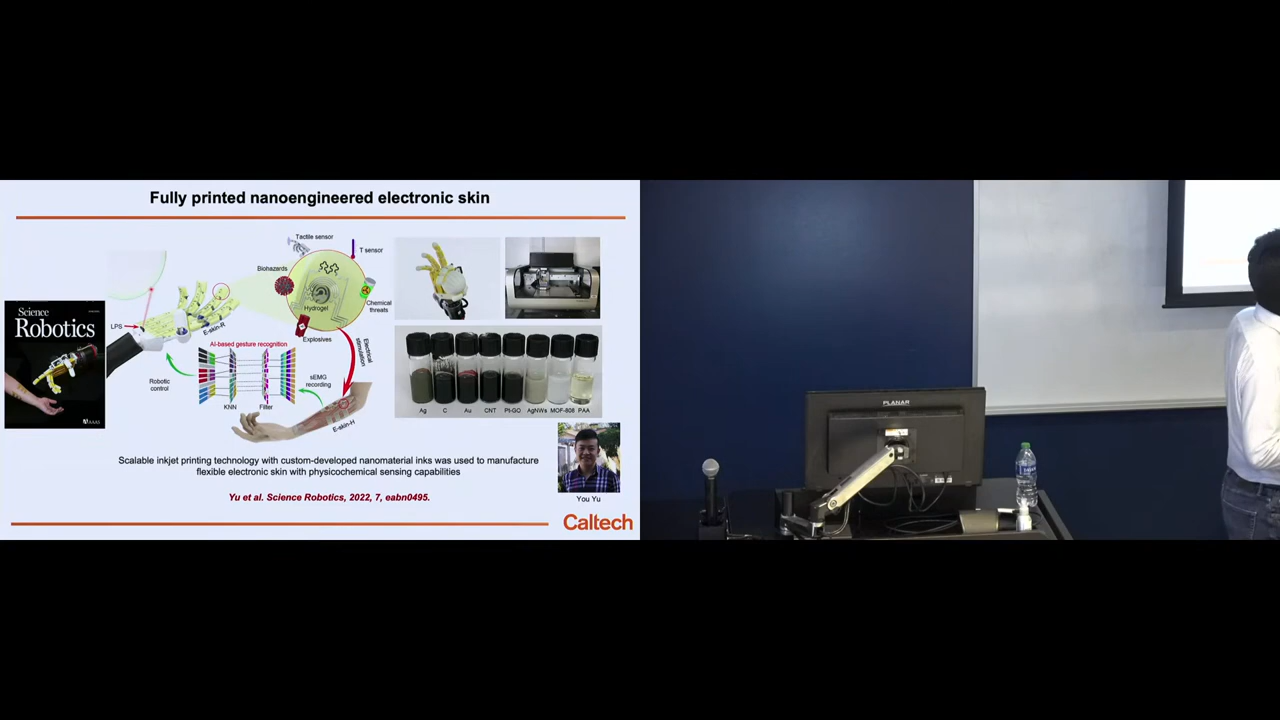 Fully printed nanoengineered electronic skin
Science
Robotics
AAAS
LPS
E-skin-R
Tactile sensor
T sensor
Biohazards
Hydrogel
Chemical
threats
Explosives
Electrical
stimulation
AI-based gesture recognition
Robotic
control
KNN
Filter
sEMG
recording
E-skin-H
Ag
C
Au
CNT
Pt-GO
AgNWs
MOF-808
PAA
Scalable inkjet printing technology with custom-developed nanomaterial inks was used to manufacture
flexible electronic skin with physicochemical sensing capabilities
Yu et al. Science Robotics, 2022, 7, eabn0495.
You Yu
Caltech
PLANAR